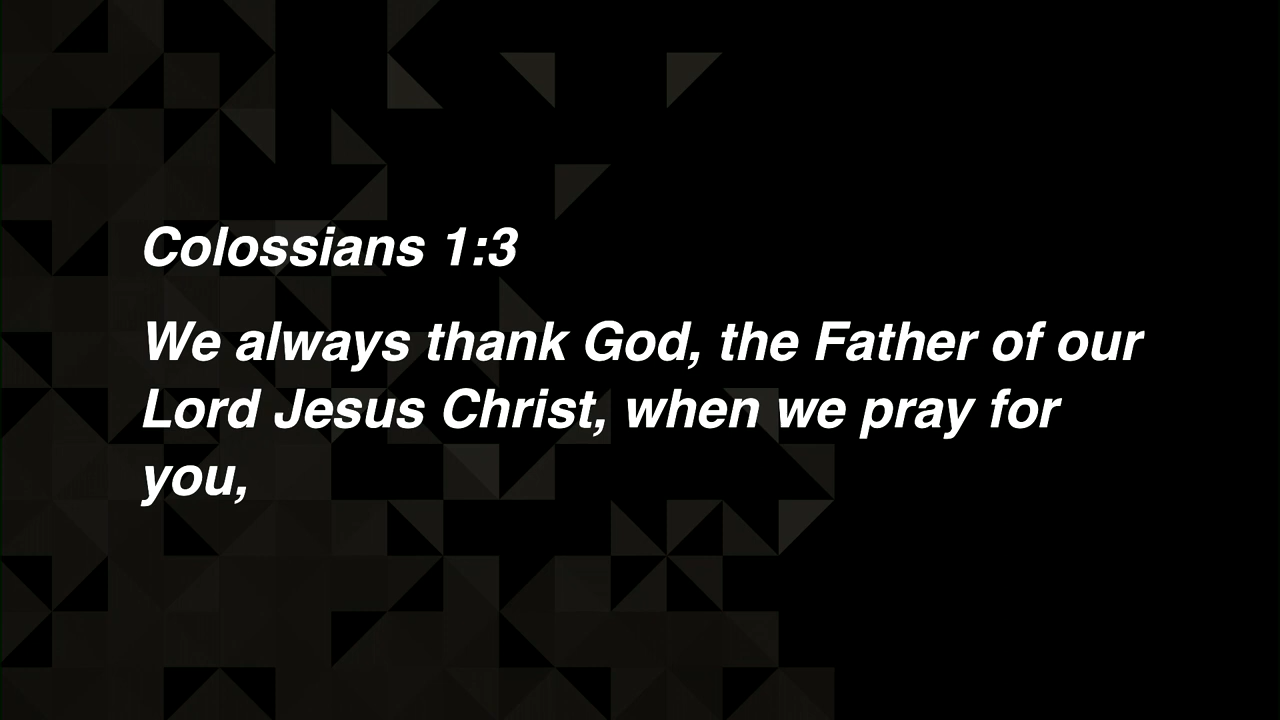 Colossians 1:3
We always thank God, the Father of our
Lord Jesus Christ, when we pray for
you,